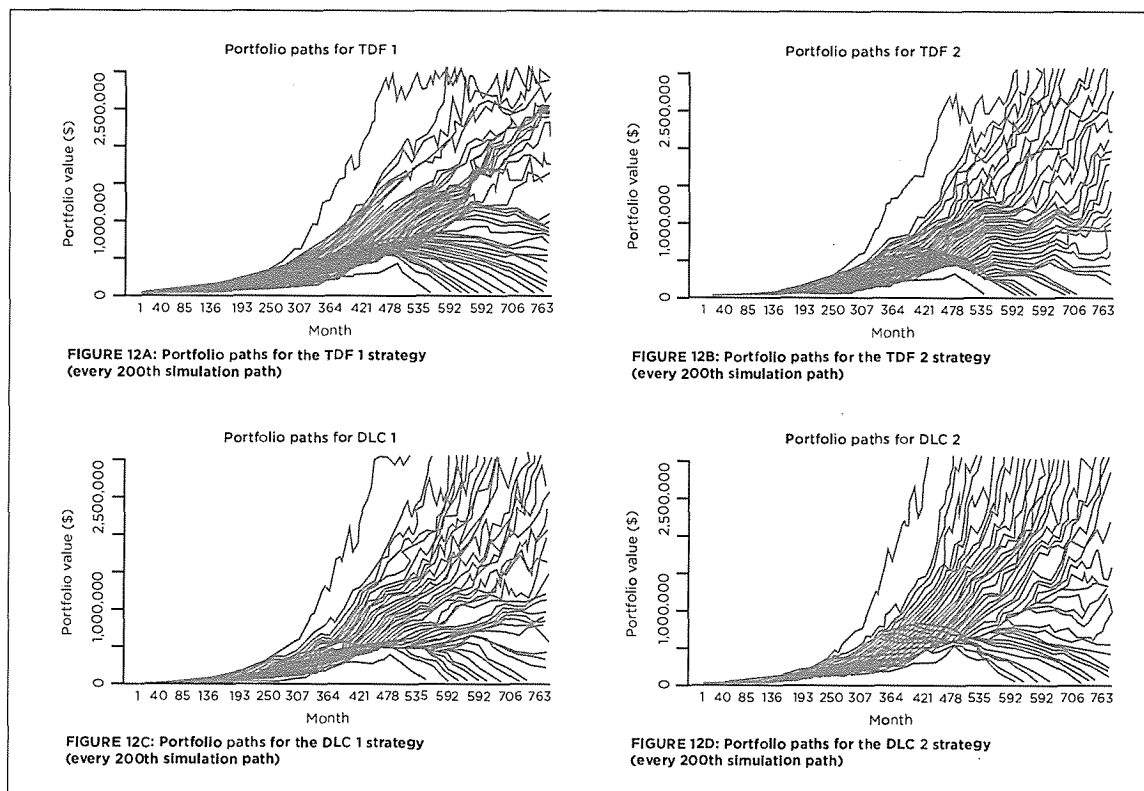 Portfolio paths for TDF 1
Portfolio value ($)
2,500,000
1,000,000
0
1 40 85 136 193 250 307 364 421 478 535 592 592 706 763
Month
FIGURE 12A: Portfolio paths for the TDF 1 strategy
(every 200th simulation path)
Portfolio paths for TDF 2
Portfolio value ($)
2,500,000
1,000,000
0
1 40 85 136 193 250 307 364 421 478 535 592 592 706 763
Month
FIGURE 12B: Portfolio paths for the TDF 2 strategy
(every 200th simulation path)
Portfolio paths for DLC 1
Portfolio value ($)
2,500,000
1,000,000
0
1 40 85 136 193 250 307 364 421 478 535 592 592 706 763
Month
FIGURE 12C: Portfolio paths for the DLC 1 strategy
(every 200th simulation path)
Portfolio paths for DLC 2
Portfolio value ($)
2,500,000
1,000,000
0
1 40 85 136 193 250 307 364 421 478 535 592 592 706 763
Month
FIGURE 12D: Portfolio paths for the DLC 2 strategy
(every 200th simulation path)